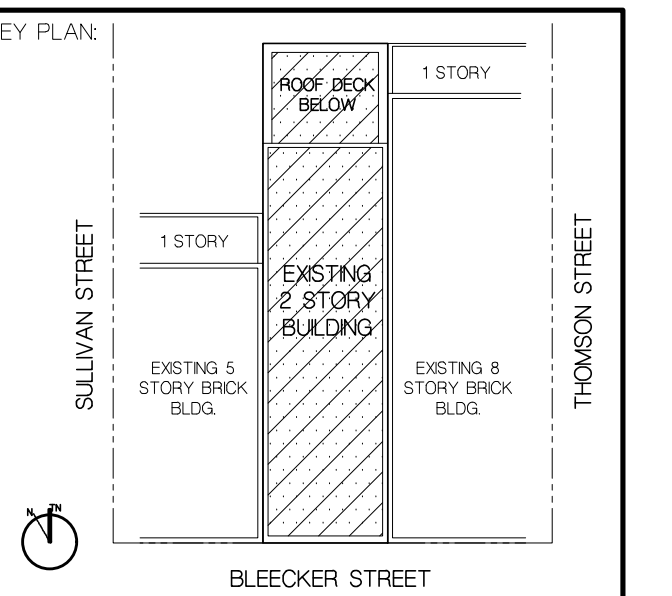 EY PLAN:
ROOF DECK
BELOW
1 STORY
1 STORY
SULLIVAN STREET
THOMSON STREET
EXISTING
2 STORY
BUILDING
EXISTING 5
STORY BRICK
BLDG.
EXISTING 8
STORY BRICK
BLDG.
N
TN
BLEECKER STREET